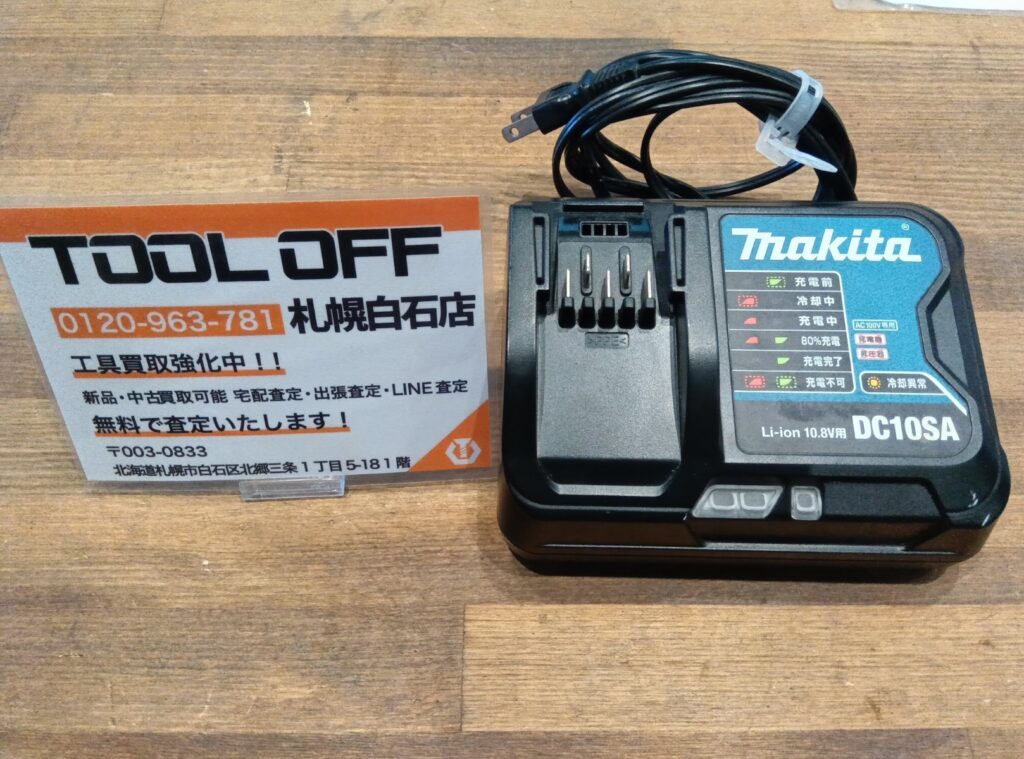 TOOL OFF
0120-963-781 札幌白石店
工具買取強化中！！
新品・中古買取可能 宅配査定・出張査定・LINE査定
無料で査定いたします！
〒003-0833
北海道札幌市白石区北郷三条1丁目5-18 1階
makita®
充電前
冷却中
充電中
80%充電
充電完了
充電不可
AC100V専用
冷却異常
Li-ion 10.8V用 DC10SA